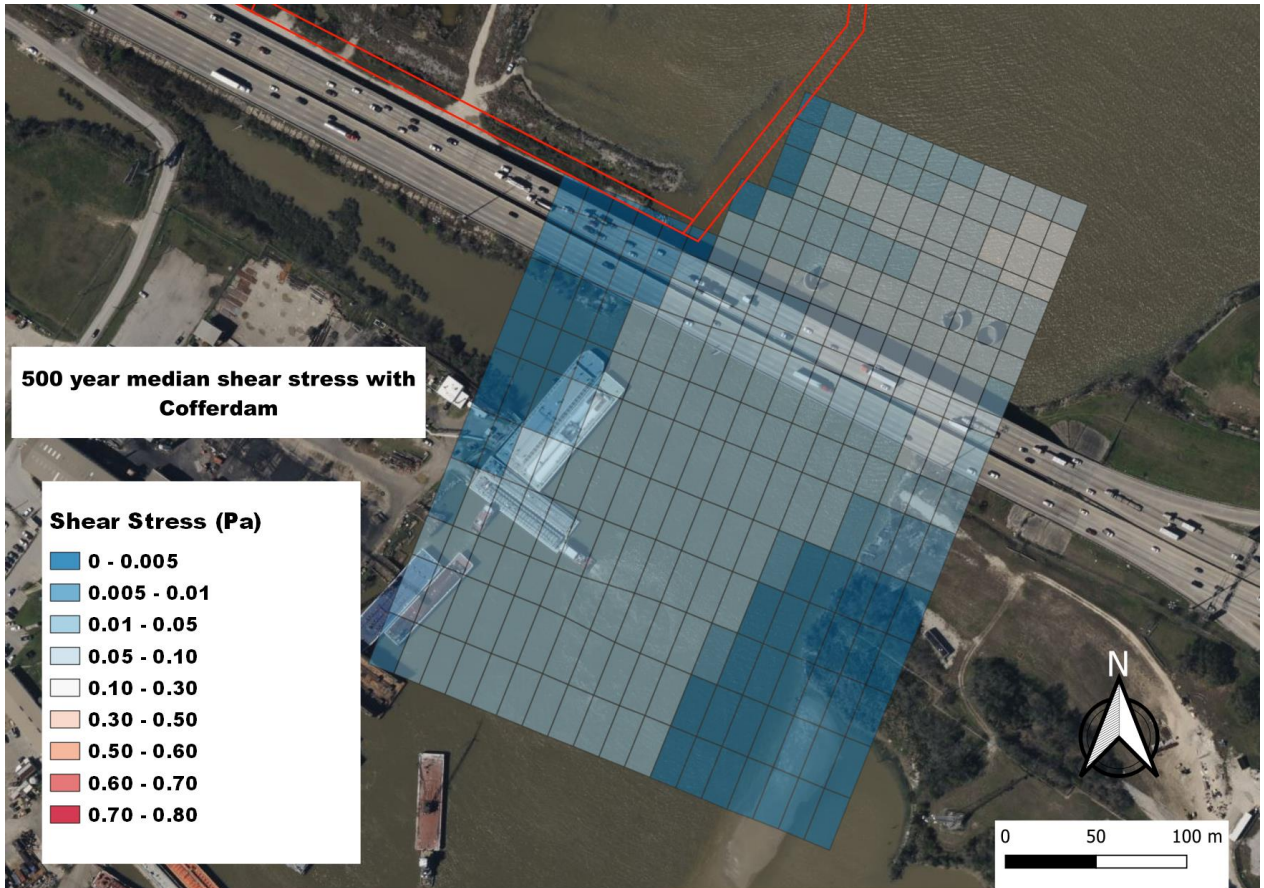 500 year median shear stress with
Cofferdam
Shear Stress (Pa)
0 - 0.005
0.005 - 0.01
0.01 - 0.05
0.05 - 0.10
0.10 - 0.30
0.30 - 0.50
0.50 - 0.60
0.60 - 0.70
0.70 - 0.80
N
0 50 100 m